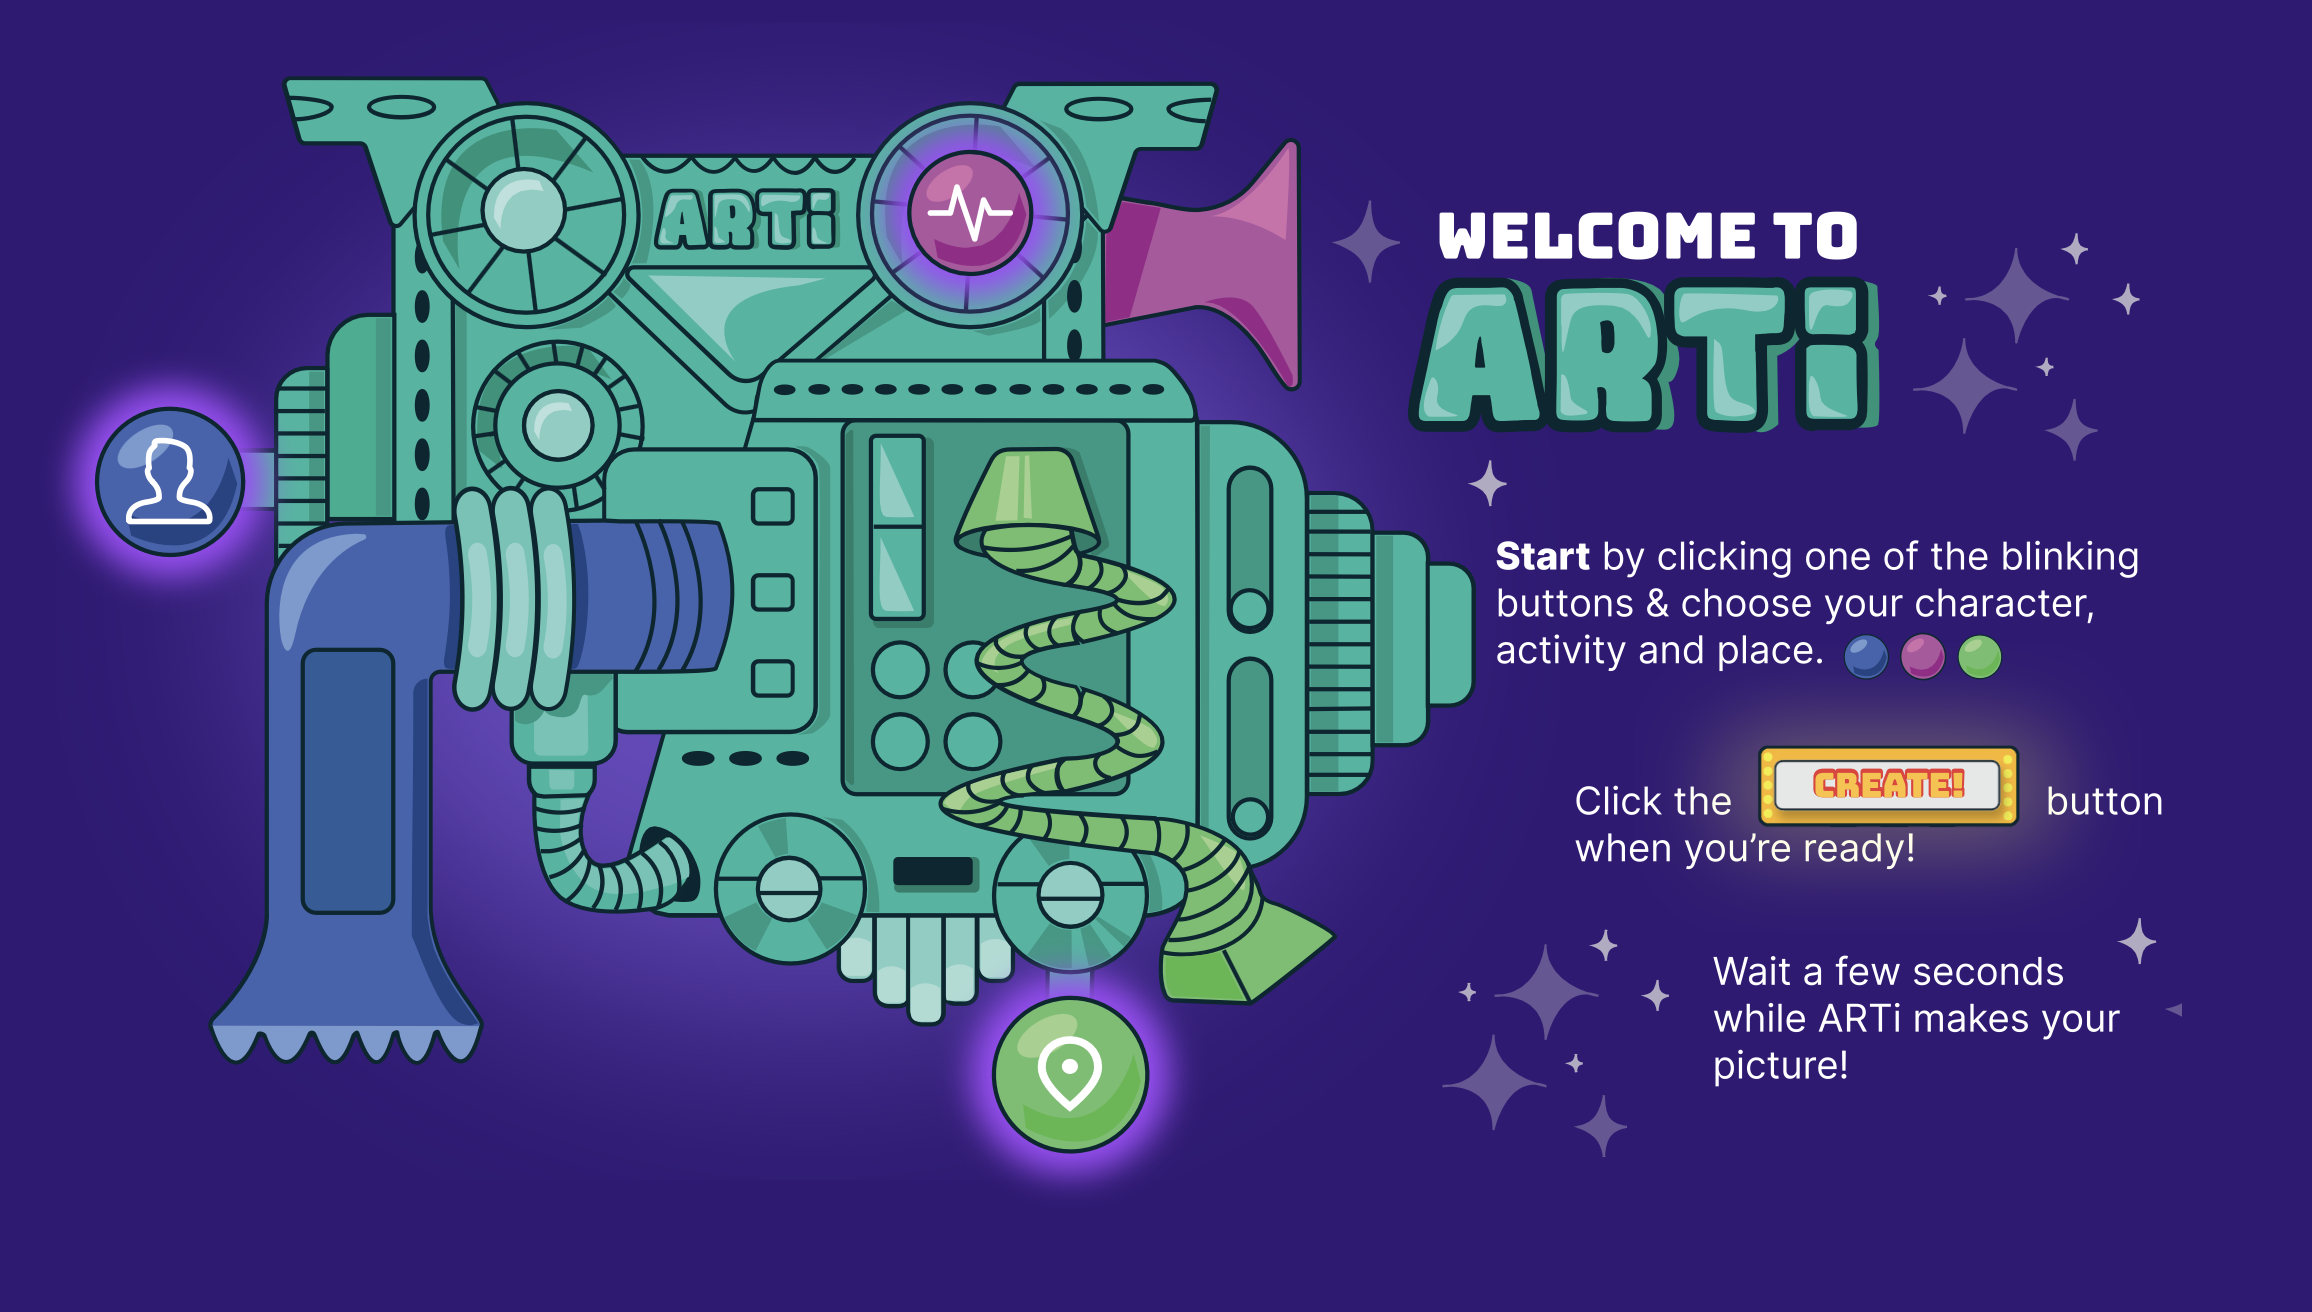 ARTi
WELCOME TO
ARTi
Start by clicking one of the blinking
buttons & choose your character,
activity and place.
Click the CREATE! button
when you’re ready!
Wait a few seconds
while ARTi makes your
picture!